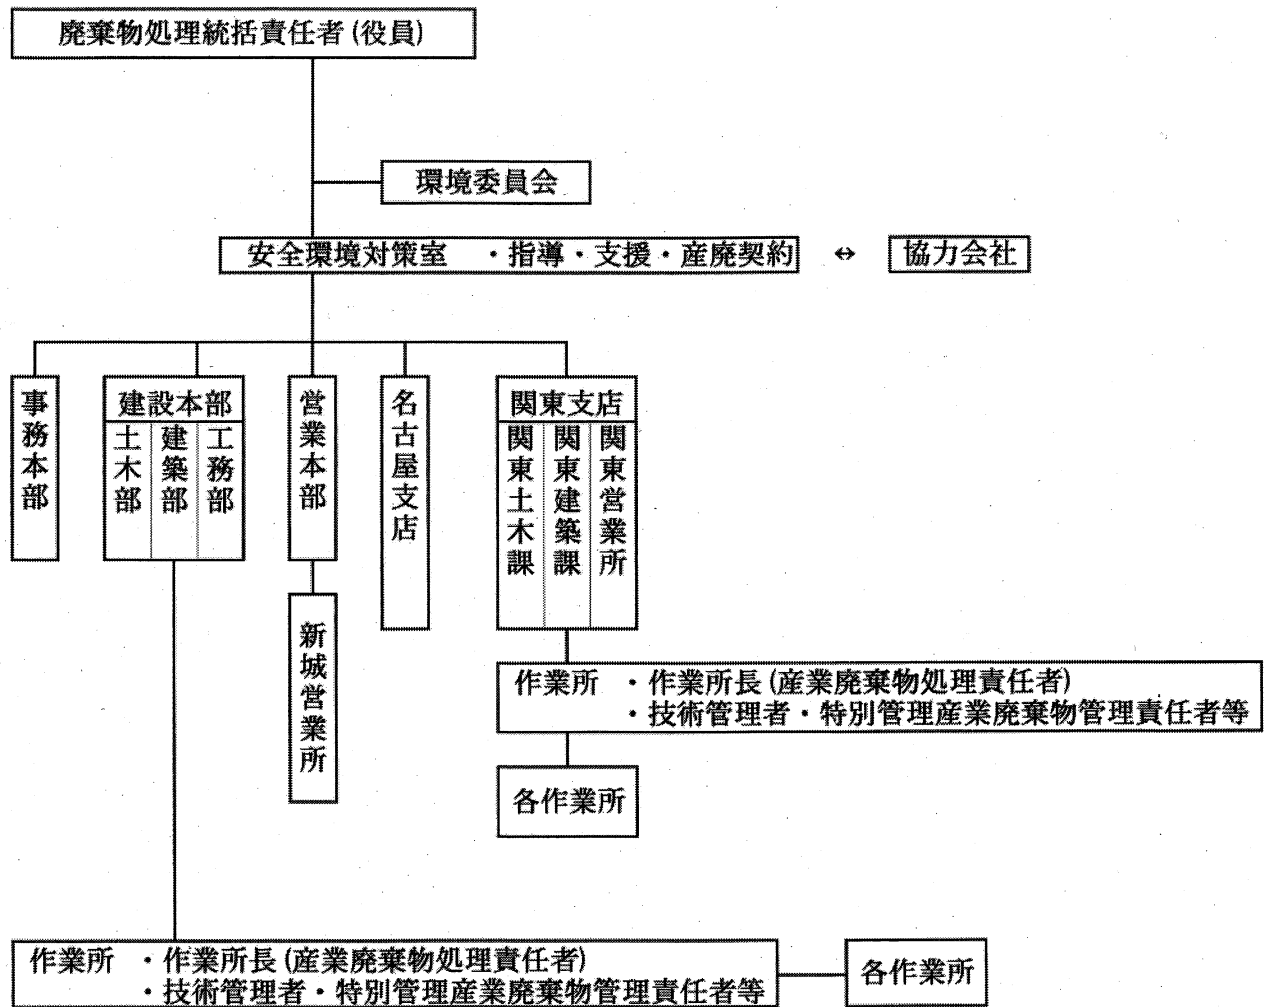 廃棄物処理統括責任者(役員)
環境委員会
安全環境対策室 ・指導・支援・産廃契約 ↔ 協力会社
事務本部
建設本部
土木部
建築部
工務部
営業本部
名古屋支店
関東支店
関東土木課
関東建築課
関東営業所
新城営業所
作業所 ・作業所長(産業廃棄物処理責任者)
・技術管理者・特別管理産業廃棄物管理責任者等
各作業所
作業所 ・作業所長(産業廃棄物処理責任者)
・技術管理者・特別管理産業廃棄物管理責任者等
各作業所